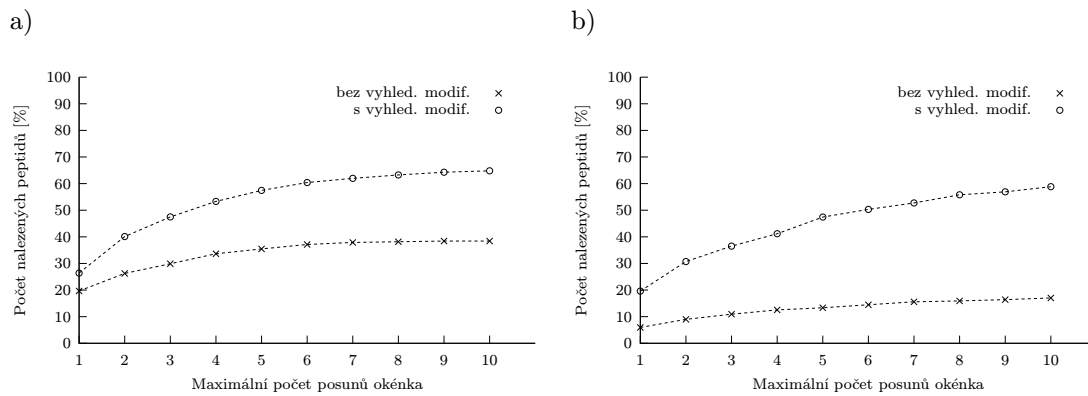 a)
100
90
80
70
60
50
40
30
20
10
0
Počet nalezených peptidů [%]
bez vyhled. modif.
s vyhled. modif.
1 2 3 4 5 6 7 8 9 10
Maximální počet posunů okénka
b)
100
90
80
70
60
50
40
30
20
10
0
Počet nalezených peptidů [%]
bez vyhled. modif.
s vyhled. modif.
1 2 3 4 5 6 7 8 9 10
Maximální počet posunů okénka